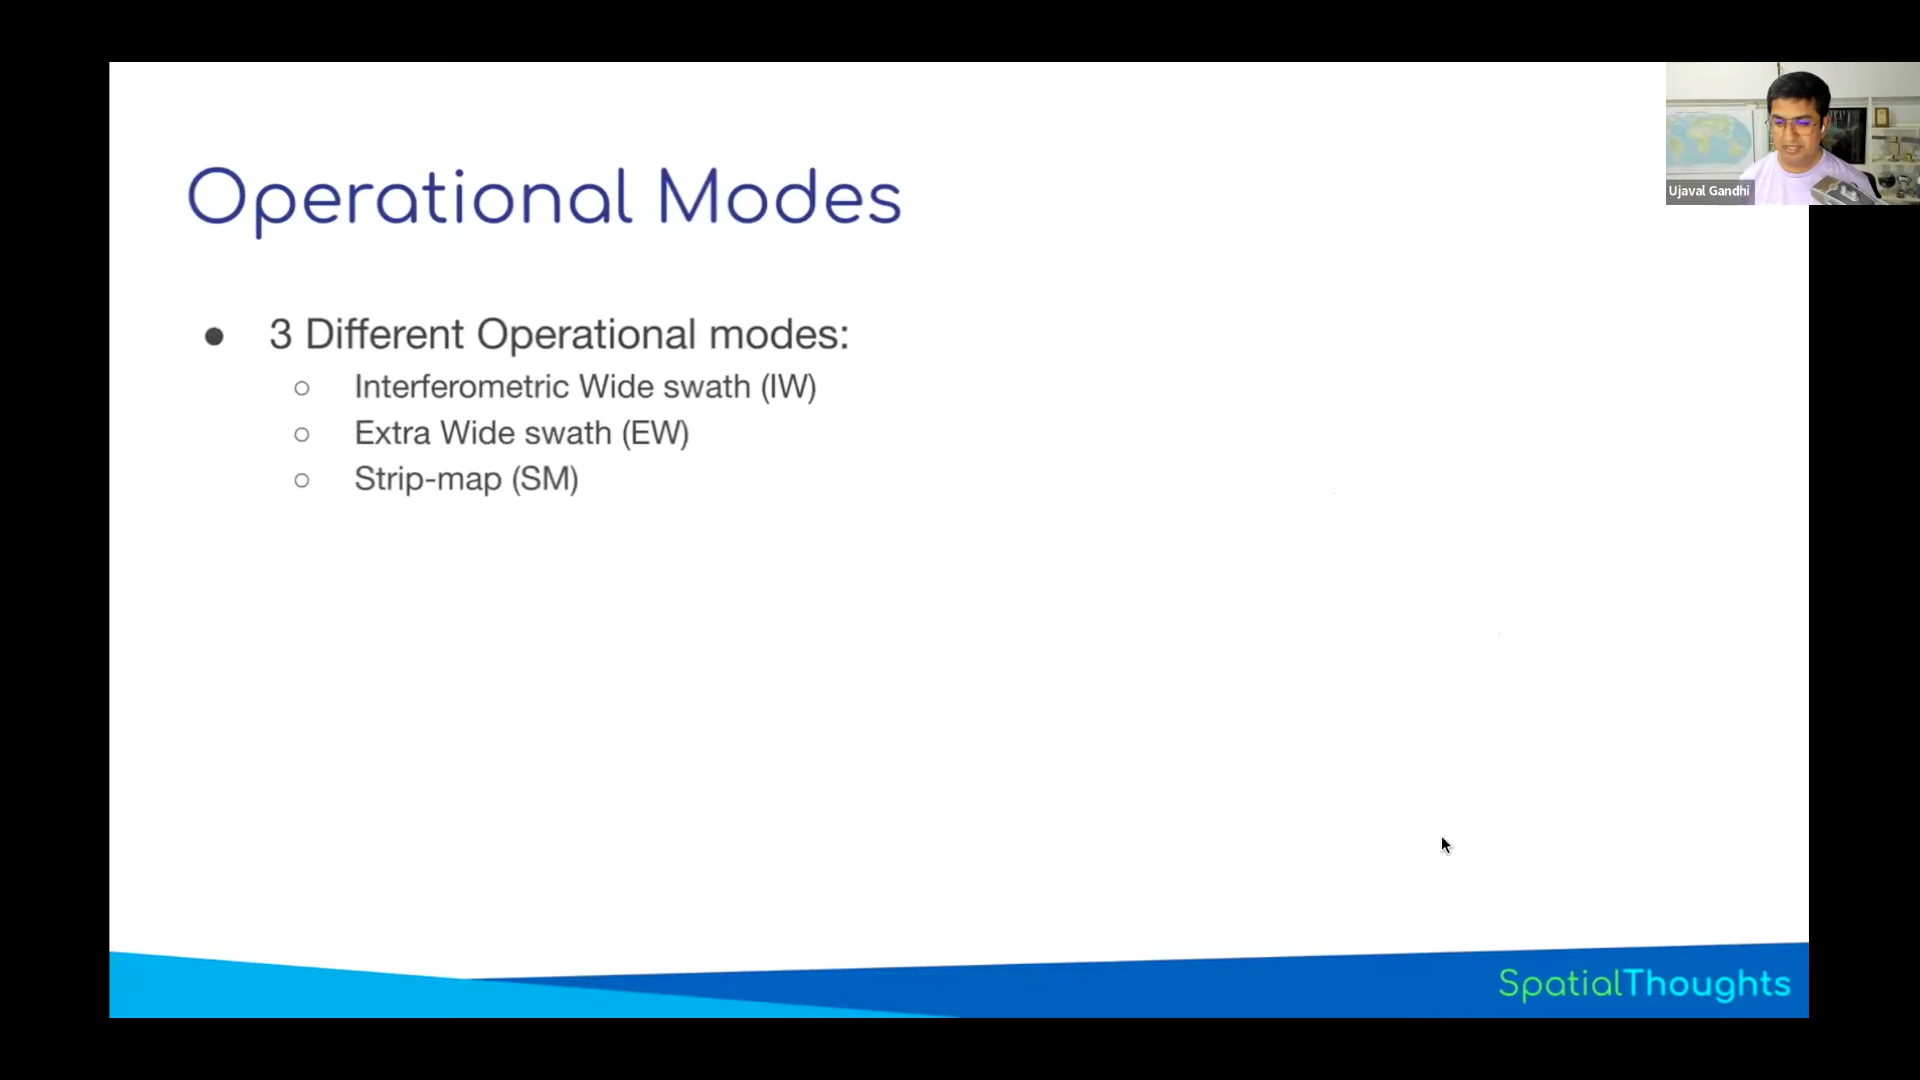 Operational Modes
Ujaval Gandhi
● 3 Different Operational modes:
○ Interferometric Wide swath (IW)
○ Extra Wide swath (EW)
○ Strip-map (SM)
SpatialThoughts